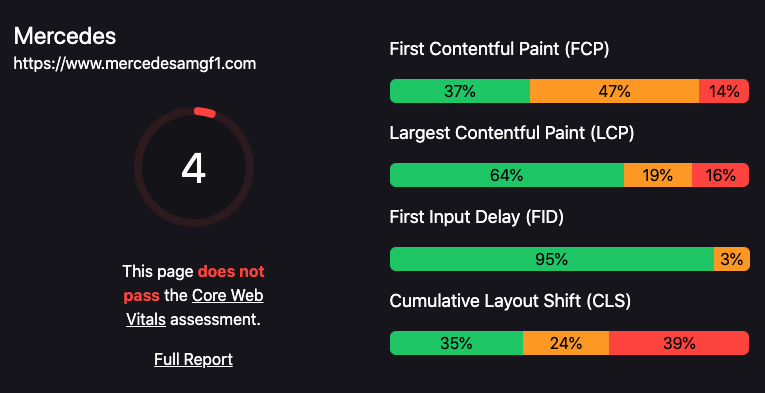 Mercedes
https://www.mercedesamgf1.com
4
This page does not
pass the Core Web
Vitals assessment.
Full Report
First Contentful Paint (FCP)
37% 47% 14%
Largest Contentful Paint (LCP)
64% 19% 16%
First Input Delay (FID)
95% 3%
Cumulative Layout Shift (CLS)
35% 24% 39%